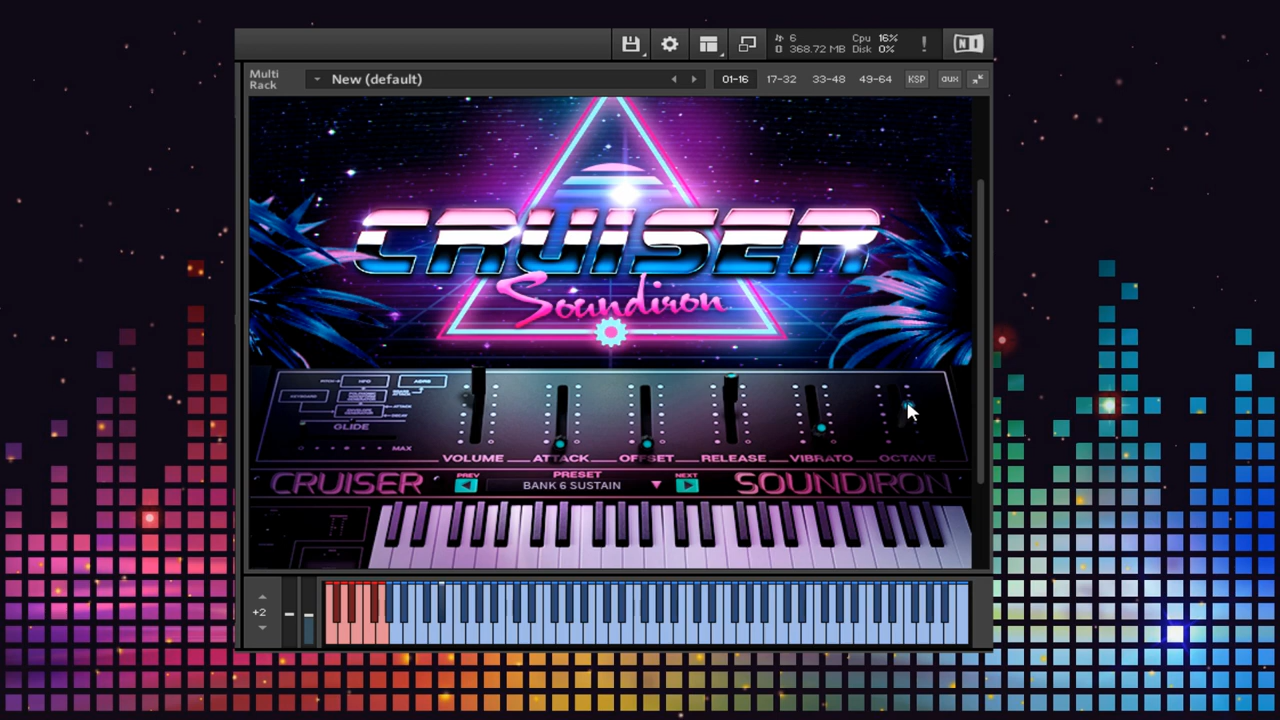 6 Cpu 16%
368.72 MB Disk 0%
!
NI
Multi
Rack
New (default)
01-16 17-32 33-48 49-64 KSP aux
CRUISER
Soundiron
GLIDE
MAX
VOLUME ATTACK OFFSET RELEASE VIBRATO OCTAVE
CRUISER PREV PRESET NEXT SOUNDIRON
BANK 6 SUSTAIN
+2